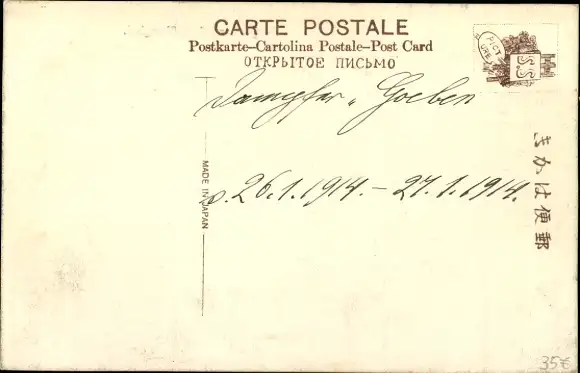 CARTE POSTALE
Postkarte–Cartolina Postale–Post Card
ОТКРЫТОЕ ПИСЬМО
Dampfer „Goeben
26.1.1914. – 27.1.1914.
MADE IN JAPAN
きかは便郵
35€